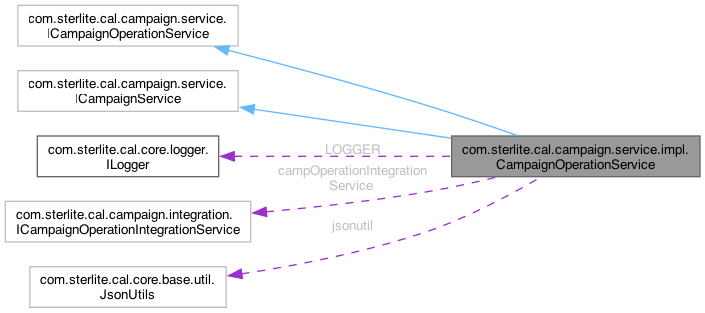 com.sterlite.cal.campaign.service.
ICampaignOperationService
com.sterlite.cal.campaign.service.
ICampaignService
com.sterlite.cal.core.logger.
ILogger
LOGGER
com.sterlite.cal.campaign.service.impl.
CampaignOperationService
campOperationIntegration
Service
com.sterlite.cal.campaign.integration.
ICampaignOperationIntegrationService
jsonutil
com.sterlite.cal.core.base.util.
JsonUtils